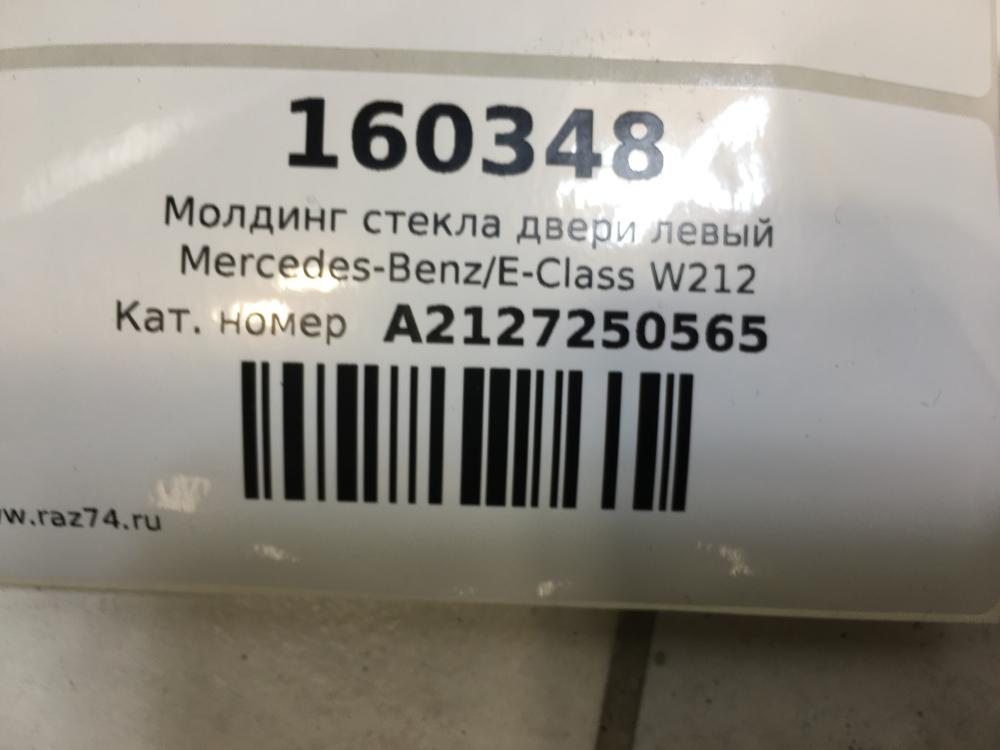 160348
Молдинг стекла двери левый
Mercedes-Benz/E-Class W212
Кат. номер A2127250565
w.raz74.ru